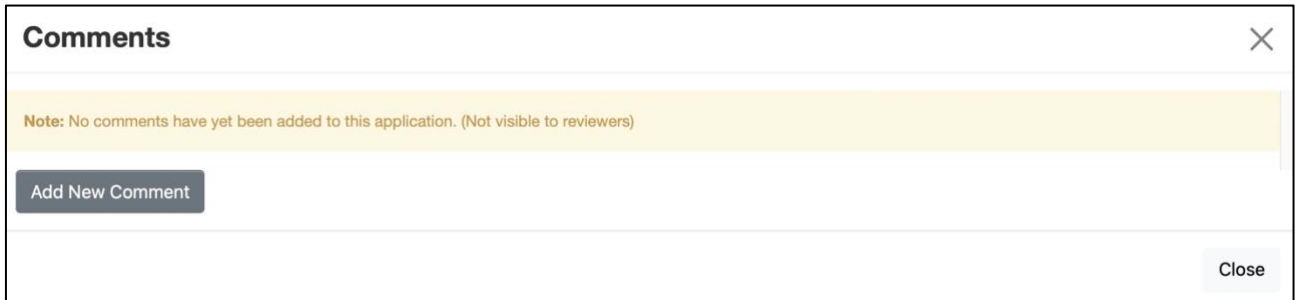 Comments
Note: No comments have yet been added to this application. (Not visible to reviewers)
Add New Comment
Close